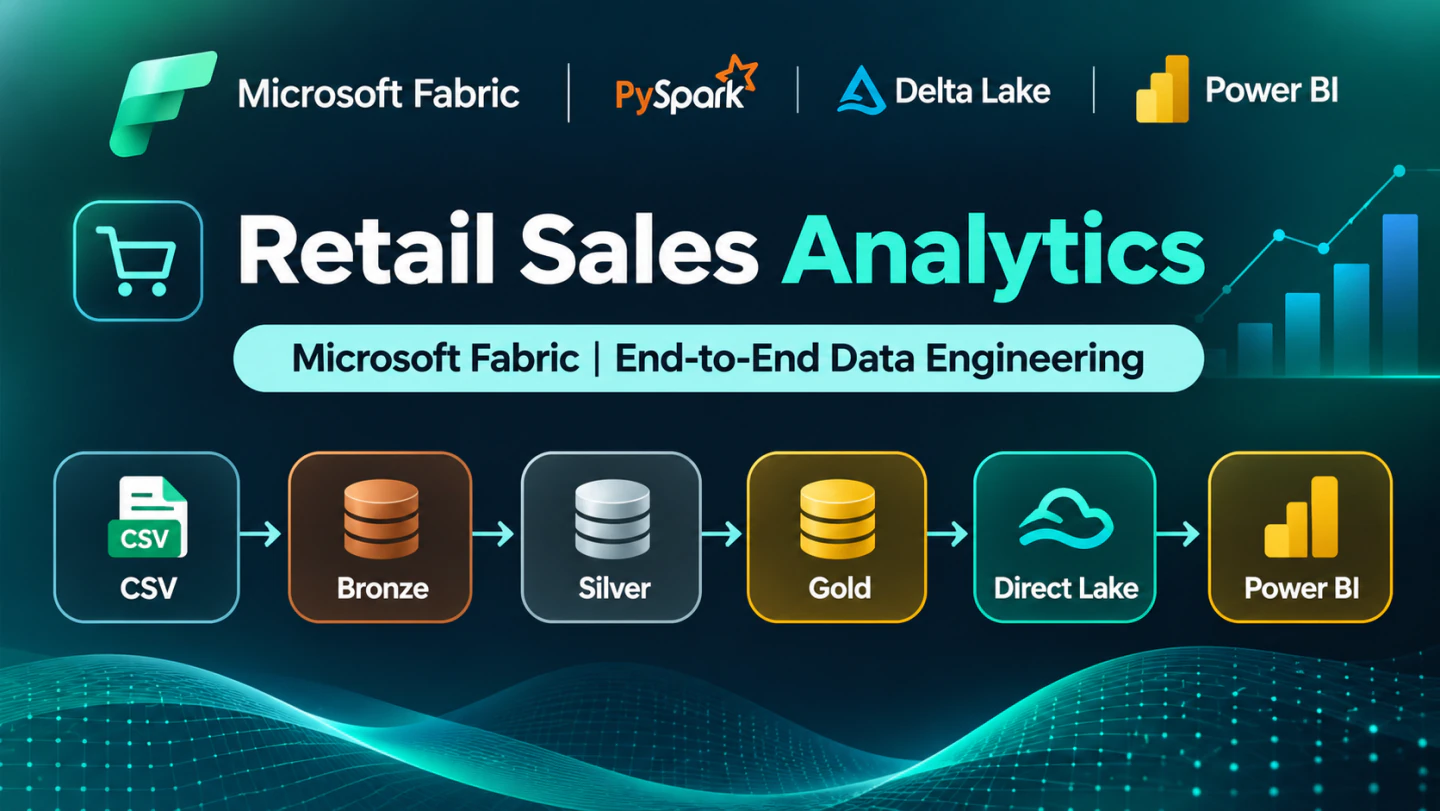 Microsoft Fabric | PySpark | Delta Lake | Power BI
Retail Sales Analytics
Microsoft Fabric | End-to-End Data Engineering
CSV
CSV Bronze Silver Gold Direct Lake Power BI